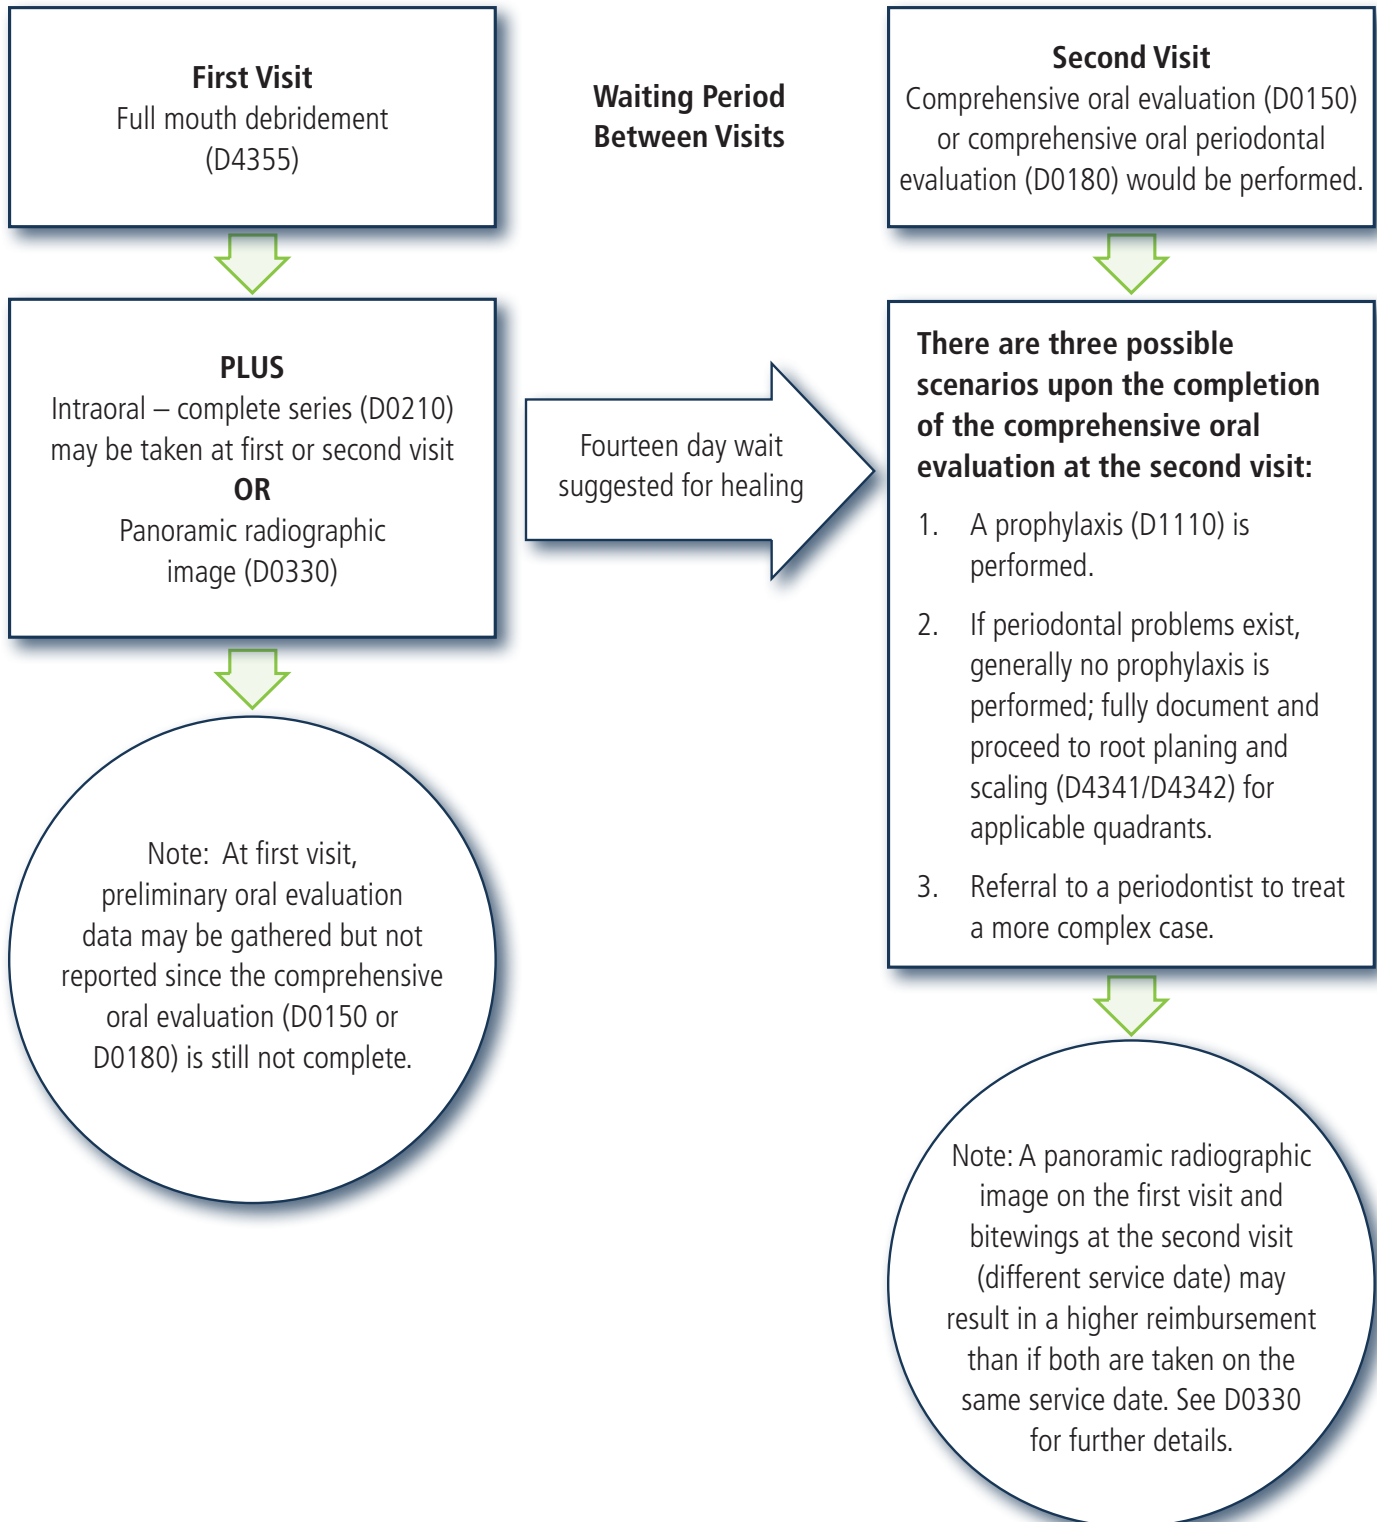 First Visit
Full mouth debridement
(D4355)
PLUS
Intraoral – complete series (D0210)
may be taken at first or second visit
OR
Panoramic radiographic
image (D0330)
Note: At first visit,
preliminary oral evaluation
data may be gathered but not
reported since the comprehensive
oral evaluation (D0150 or
D0180) is still not complete.
Waiting Period
Between Visits
Fourteen day wait
suggested for healing
Second Visit
Comprehensive oral evaluation (D0150)
or comprehensive oral periodontal
evaluation (D0180) would be performed.
There are three possible
scenarios upon the completion
of the comprehensive oral
evaluation at the second visit:
1. A prophylaxis (D1110) is
performed.
2. If periodontal problems exist,
generally no prophylaxis is
performed; fully document and
proceed to root planing and
scaling (D4341/D4342) for
applicable quadrants.
3. Referral to a periodontist to treat
a more complex case.
Note: A panoramic radiographic
image on the first visit and
bitewings at the second visit
(different service date) may
result in a higher reimbursement
than if both are taken on the
same service date. See D0330
for further details.